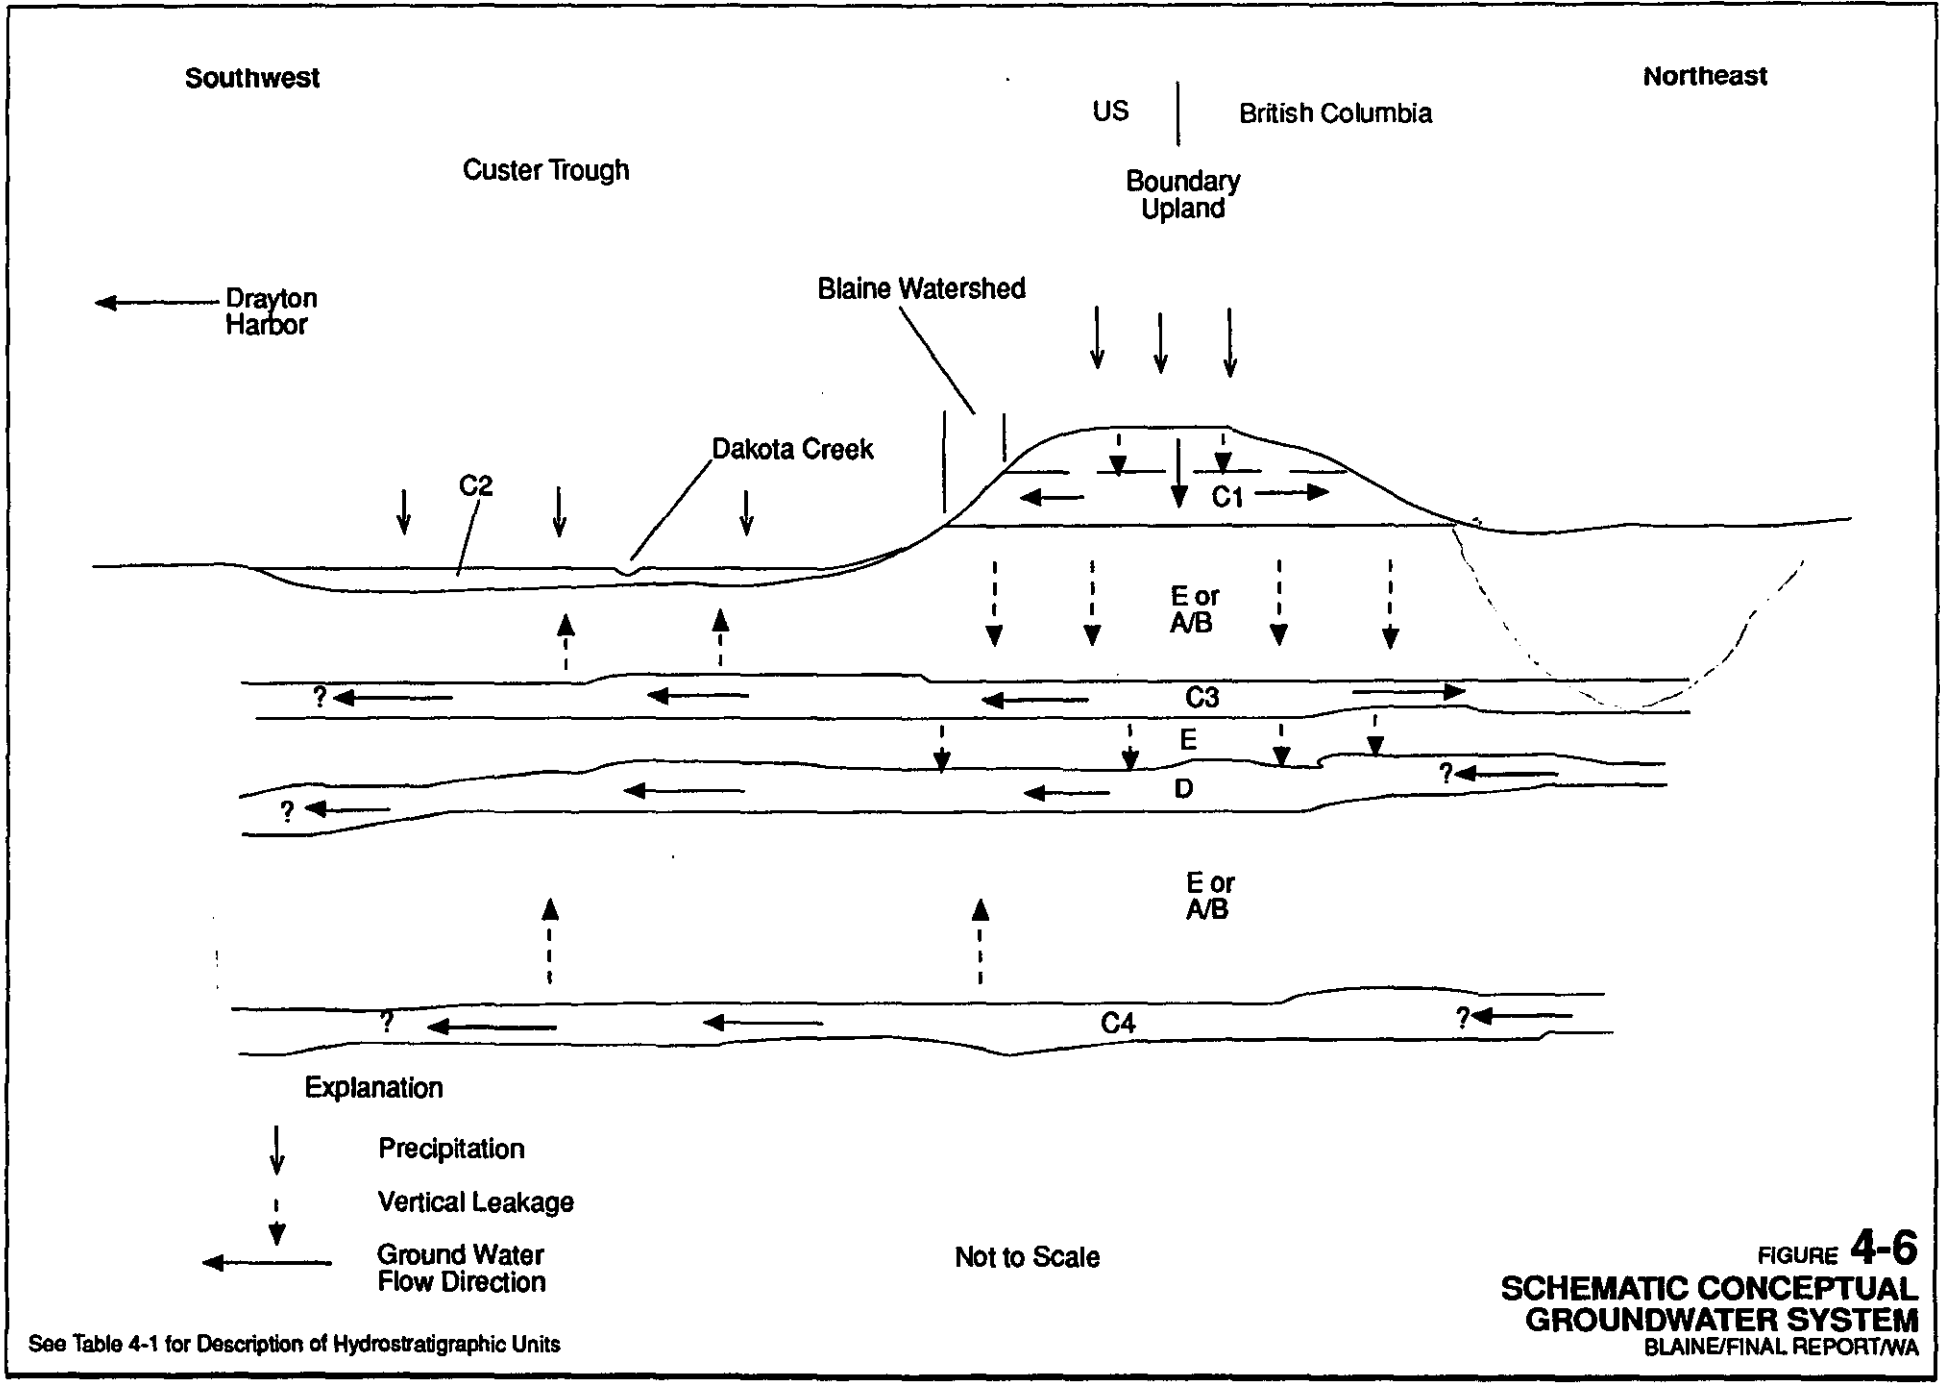 Southwest
Northeast
US
British Columbia
Custer Trough
Boundary
Upland
Blaine Watershed
Drayton
Harbor
Dakota Creek
C2
C1
E or
A/B
?
C3
E
?
D
?
E or
A/B
?
C4
?
Explanation
Precipitation
Vertical Leakage
Ground Water
Flow Direction
Not to Scale
FIGURE 4-6
SCHEMATIC CONCEPTUAL
GROUNDWATER SYSTEM
BLAINE/FINAL REPORT/WA
See Table 4-1 for Description of Hydrostratigraphic Units